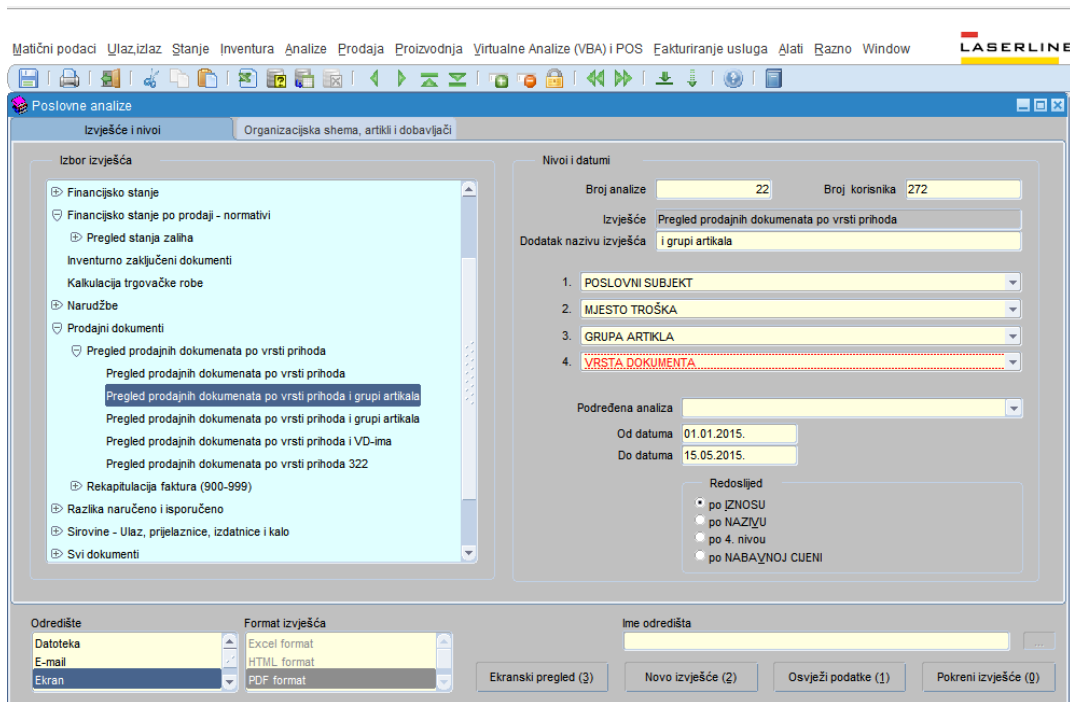 Matični podaci Ulaz,izlaz Stanje Inventura Analize Prodaja Proizvodnja Virtualne Analize (VBA) i POS Fakturiranje usluga Alati Razno Window
LASERLINE
Poslovne analize
Izvješće i nivoi
Organizacijska shema, artikli i dobavljači
Izbor izvješća
Financijsko stanje
Financijsko stanje po prodaji - normativi
Pregled stanja zaliha
Inventurno zaključeni dokumenti
Kalkulacija trgovačke robe
Narudžbe
Prodajni dokumenti
Pregled prodajnih dokumenata po vrsti prihoda
Pregled prodajnih dokumenata po vrsti prihoda
Pregled prodajnih dokumenata po vrsti prihoda i grupi artikala
Pregled prodajnih dokumenata po vrsti prihoda i grupi artikala
Pregled prodajnih dokumenata po vrsti prihoda i VD-ima
Pregled prodajnih dokumenata po vrsti prihoda 322
Rekapitulacija faktura (900-999)
Razlika naručeno i isporučeno
Sirovine - Ulaz, prijelaznice, izdatnice i kalo
Svi dokumenti
Nivoi i datumi
Broj analize 22 Broj korisnika 272
Izvješće Pregled prodajnih dokumenata po vrsti prihoda
Dodatak nazivu izvješća i grupi artikala
1. POSLOVNI SUBJEKT
2. MJESTO TROŠKA
3. GRUPA ARTIKLA
4. VRSTA DOKUMENTA
Podređena analiza
Od datuma 01.01.2015.
Do datuma 15.05.2015.
Redoslijed
po IZNOSU
po NAZIVU
po 4. nivou
po NABAVNOJ CIJENI
Odredište
Datoteka
E-mail
Ekran
Format izvješća
Excel format
HTML format
PDF format
Ime odredišta
...
Ekranski pregled (3) Novo izvješće (2) Osvježi podatke (1) Pokreni izvješće (0)